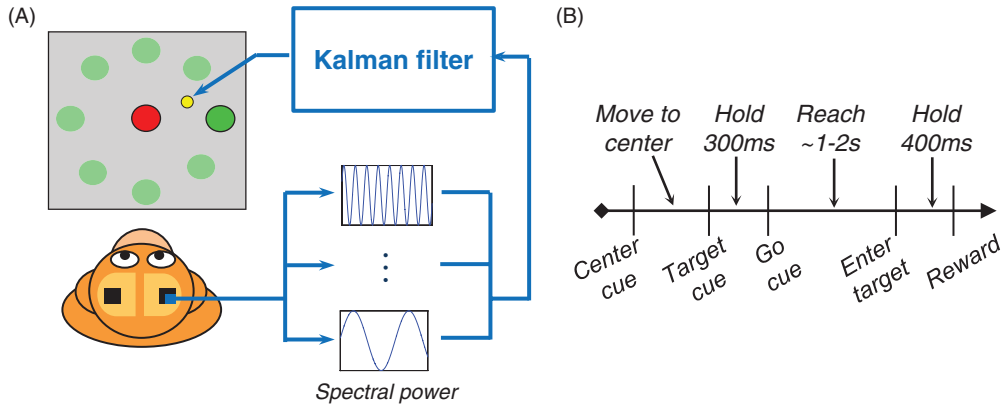 (A)
Kalman filter
Spectral power
(B)
Move to
center
Hold
300ms
Reach
~1-2s
Hold
400ms
Center
cue
Target
cue
Go
cue
Enter
target
Reward